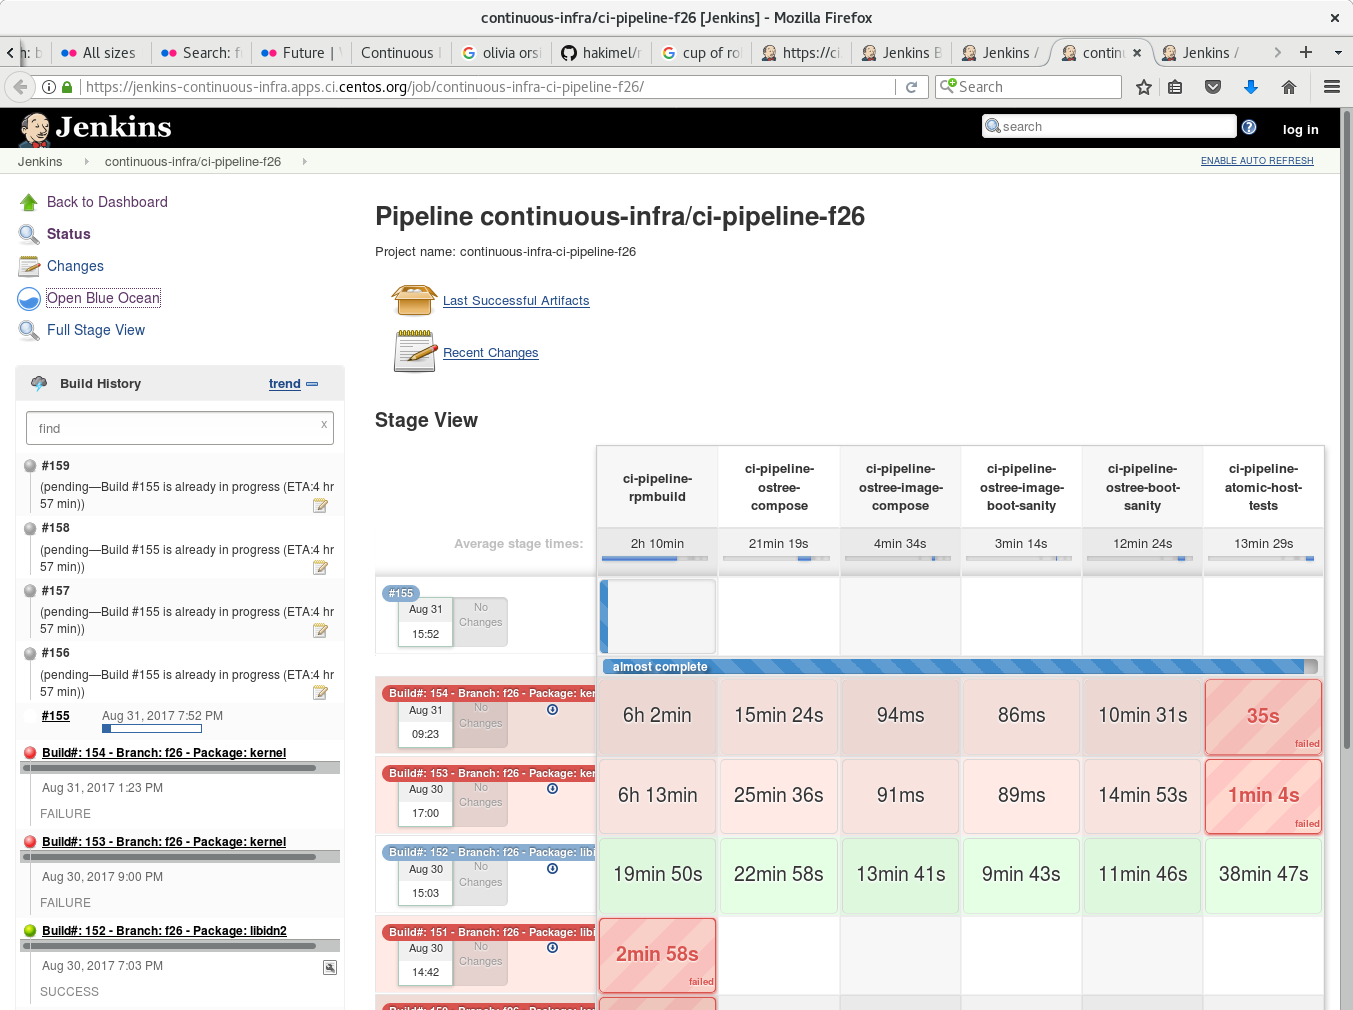 continuous-infra/ci-pipeline-f26 [Jenkins] - Mozilla Firefox
h: b
All sizes
Search: f
Future |
Continuous
olivia orsi
hakimel/r
cup of ro
https://ci.
Jenkins B
Jenkins /
contin
Jenkins /
https://jenkins-continuous-infra.apps.ci.centos.org/job/continuous-infra-ci-pipeline-f26/
Search
Jenkins
search
log in
Jenkins
continuous-infra/ci-pipeline-f26
ENABLE AUTO REFRESH
Back to Dashboard
Status
Changes
Open Blue Ocean
Full Stage View
Build History
trend
find
x
#159
(pending—Build #155 is already in progress (ETA:4 hr
57 min))
#158
(pending—Build #155 is already in progress (ETA:4 hr
57 min))
#157
(pending—Build #155 is already in progress (ETA:4 hr
57 min))
#156
(pending—Build #155 is already in progress (ETA:4 hr
57 min))
#155
Aug 31, 2017 7:52 PM
Build#: 154 - Branch: f26 - Package: kernel
Aug 31, 2017 1:23 PM
FAILURE
Build#: 153 - Branch: f26 - Package: kernel
Aug 30, 2017 9:00 PM
FAILURE
Build#: 152 - Branch: f26 - Package: libidn2
Aug 30, 2017 7:03 PM
SUCCESS
Pipeline continuous-infra/ci-pipeline-f26
Project name: continuous-infra-ci-pipeline-f26
Last Successful Artifacts
Recent Changes
Stage View
ci-pipeline-
rpmbuild
ci-pipeline-
ostree-
compose
ci-pipeline-
ostree-image-
compose
ci-pipeline-
ostree-image-
boot-sanity
ci-pipeline-
ostree-boot-
sanity
ci-pipeline-
atomic-host-
tests
Average stage times:
2h 10min
21min 19s
4min 34s
3min 14s
12min 24s
13min 29s
#155
Aug 31
15:52
No
Changes
almost complete
Build#: 154 - Branch: f26 - Package: ker
Aug 31
09:23
No
Changes
6h 2min
15min 24s
94ms
86ms
10min 31s
35s
failed
Build#: 153 - Branch: f26 - Package: ker
Aug 30
17:00
No
Changes
6h 13min
25min 36s
91ms
89ms
14min 53s
1min 4s
failed
Build#: 152 - Branch: f26 - Package: libi
Aug 30
15:03
No
Changes
19min 50s
22min 58s
13min 41s
9min 43s
11min 46s
38min 47s
Build#: 151 - Branch: f26 - Package: libi
Aug 30
14:42
No
Changes
2min 58s
failed